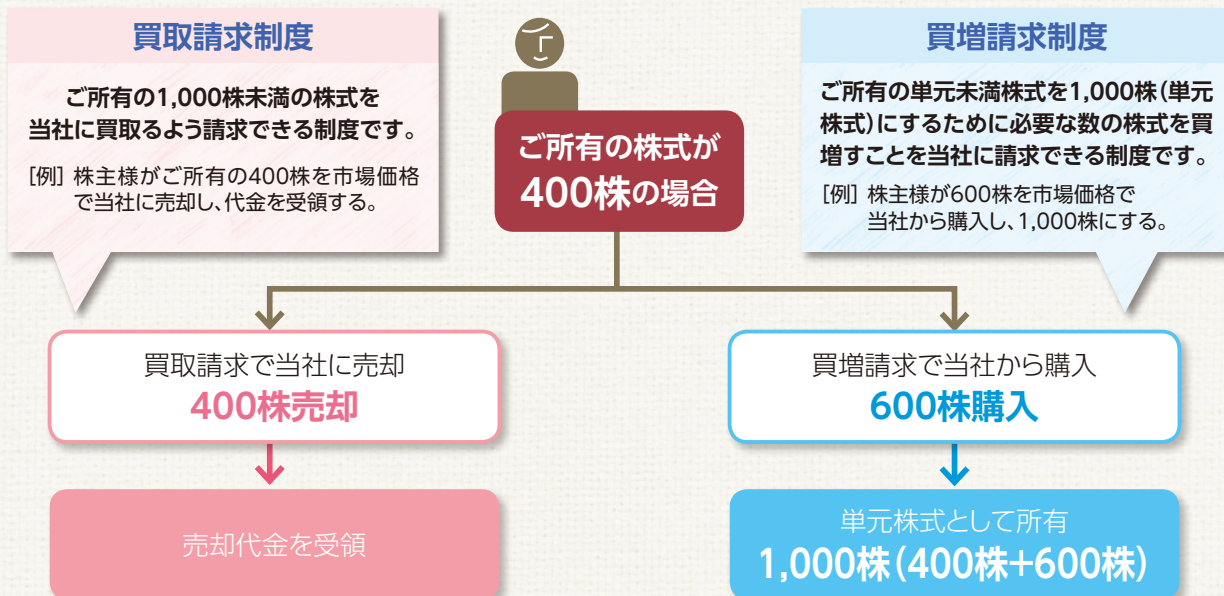 買取請求制度
ご所有の1,000株未満の株式を
当社に買取るよう請求できる制度です。
[例] 株主様がご所有の400株を市場価格
で当社に売却し、代金を受領する。
ご所有の株式が
400株の場合
買増請求制度
ご所有の単元未満株式を1,000株(単元
株式)にするために必要な数の株式を買
増すことを当社に請求できる制度です。
[例] 株主様が600株を市場価格で
当社から購入し、1,000株にする。
買取請求で当社に売却
400株売却
売却代金を受領
買増請求で当社から購入
600株購入
単元株式として所有
1,000株(400株+600株)